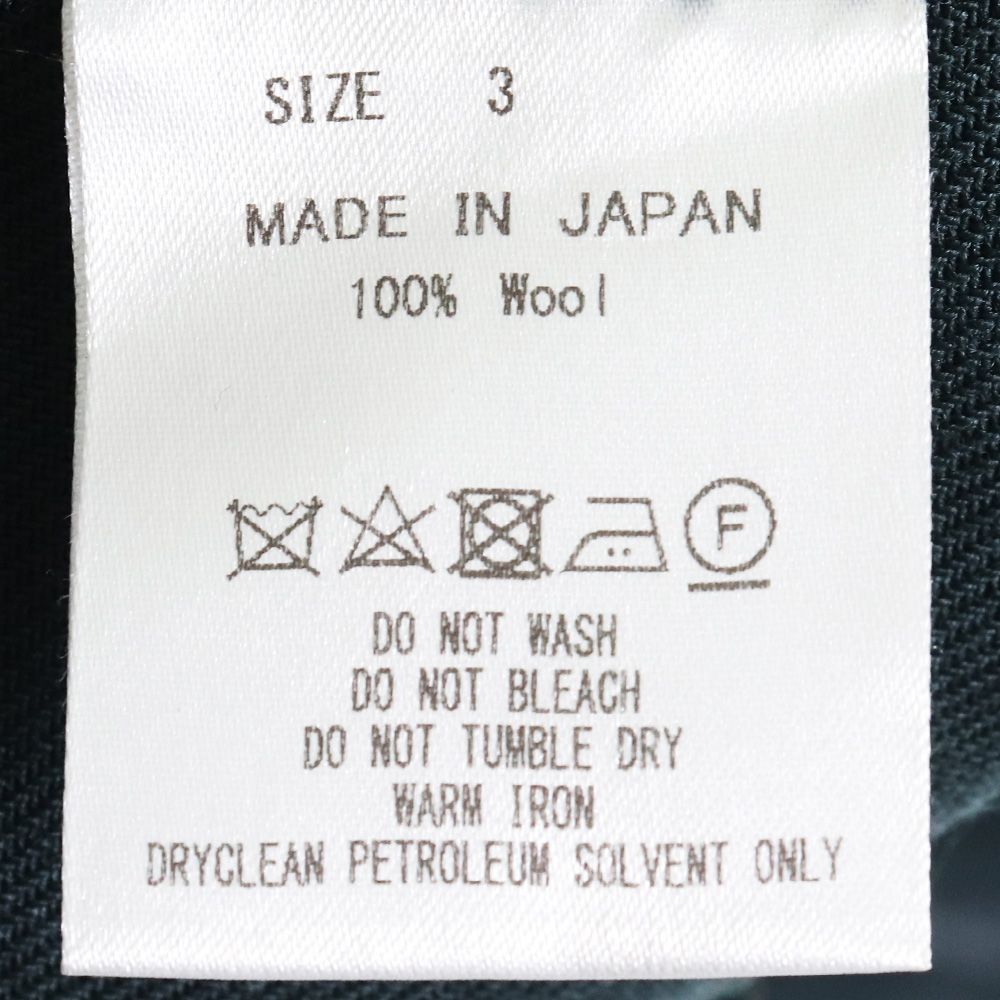 SIZE 3
MADE IN JAPAN
100% Wool
F
DO NOT WASH
DO NOT BLEACH
DO NOT TUMBLE DRY
WARM IRON
DRYCLEAN PETROLEUM SOLVENT ONLY